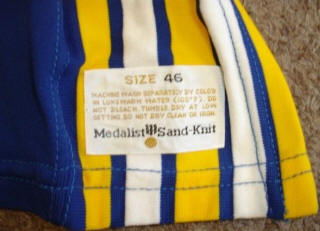 SIZE 46
MACHINE WASH SEPARATELY BY COLOR
IN LUKEWARM WATER (105°F). DO
NOT BLEACH. TUMBLE DRY AT LOW
SETTING DO NOT DRY CLEAN OR IRON.
Medalist Sand-Knit